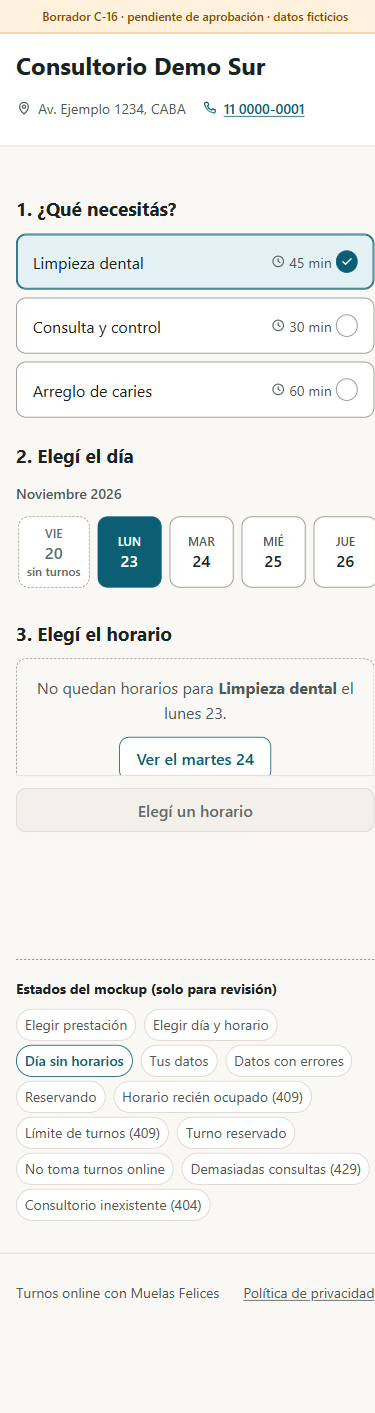 Borrador C-16 · pendiente de aprobación · datos ficticios
Consultorio Demo Sur
Av. Ejemplo 1234, CABA 11 0000-0001
1. ¿Qué necesitás?
Limpieza dental 45 min
Consulta y control 30 min
Arreglo de caries 60 min
2. Elegí el día
Noviembre 2026
VIE LUN MAR MIÉ JUE
20 23 24 25 26
sin turnos
3. Elegí el horario
No quedan horarios para Limpieza dental el
lunes 23.
Ver el martes 24
Elegí un horario
Estados del mockup (solo para revisión)
Elegir prestación Elegir día y horario
Día sin horarios Tus datos Datos con errores
Reservando Horario recién ocupado (409)
Límite de turnos (409) Turno reservado
No toma turnos online Demasiadas consultas (429)
Consultorio inexistente (404)
Turnos online con Muelas Felices Política de privacidad